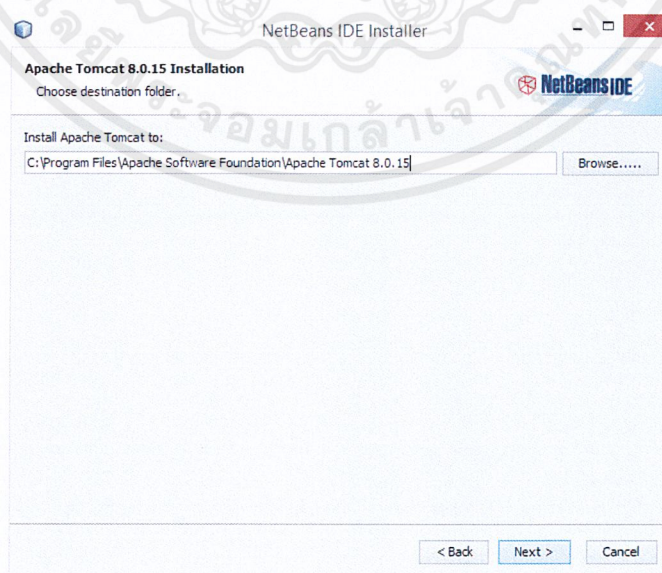 NetBeans IDE Installer
Apache Tomcat 8.0.15 Installation
Choose destination folder.
NetBeans IDE
Install Apache Tomcat to:
C:\Program Files\Apache Software Foundation\Apache Tomcat 8.0.15
Browse.....
< Back
Next >
Cancel